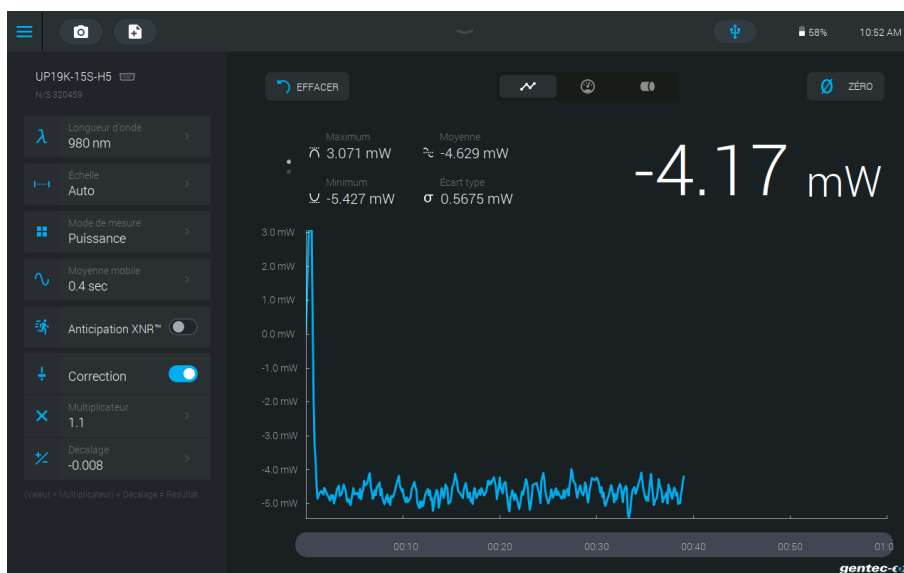 58%
10:52 AM
UP19K-15S-H5
N/S 320459
EFFACER
ZÉRO
Longueur d'onde
980 nm
Échelle
Auto
Mode de mesure
Puissance
Moyenne mobile
0.4 sec
Anticipation XNR™
Correction
Multiplicateur
1.1
Décalage
-0.008
(Valeur × Multiplicateur) + Décalage = Résultat
Maximum
3.071 mW
Moyenne
-4.629 mW
Minimum
-5.427 mW
Écart type
σ 0.5675 mW
-4.17 mW
3.0 mW
2.0 mW
1.0 mW
0.0 mW
-1.0 mW
-2.0 mW
-3.0 mW
-4.0 mW
-5.0 mW
00:10 00:20 00:30 00:40 00:50 01:0
gentec-e